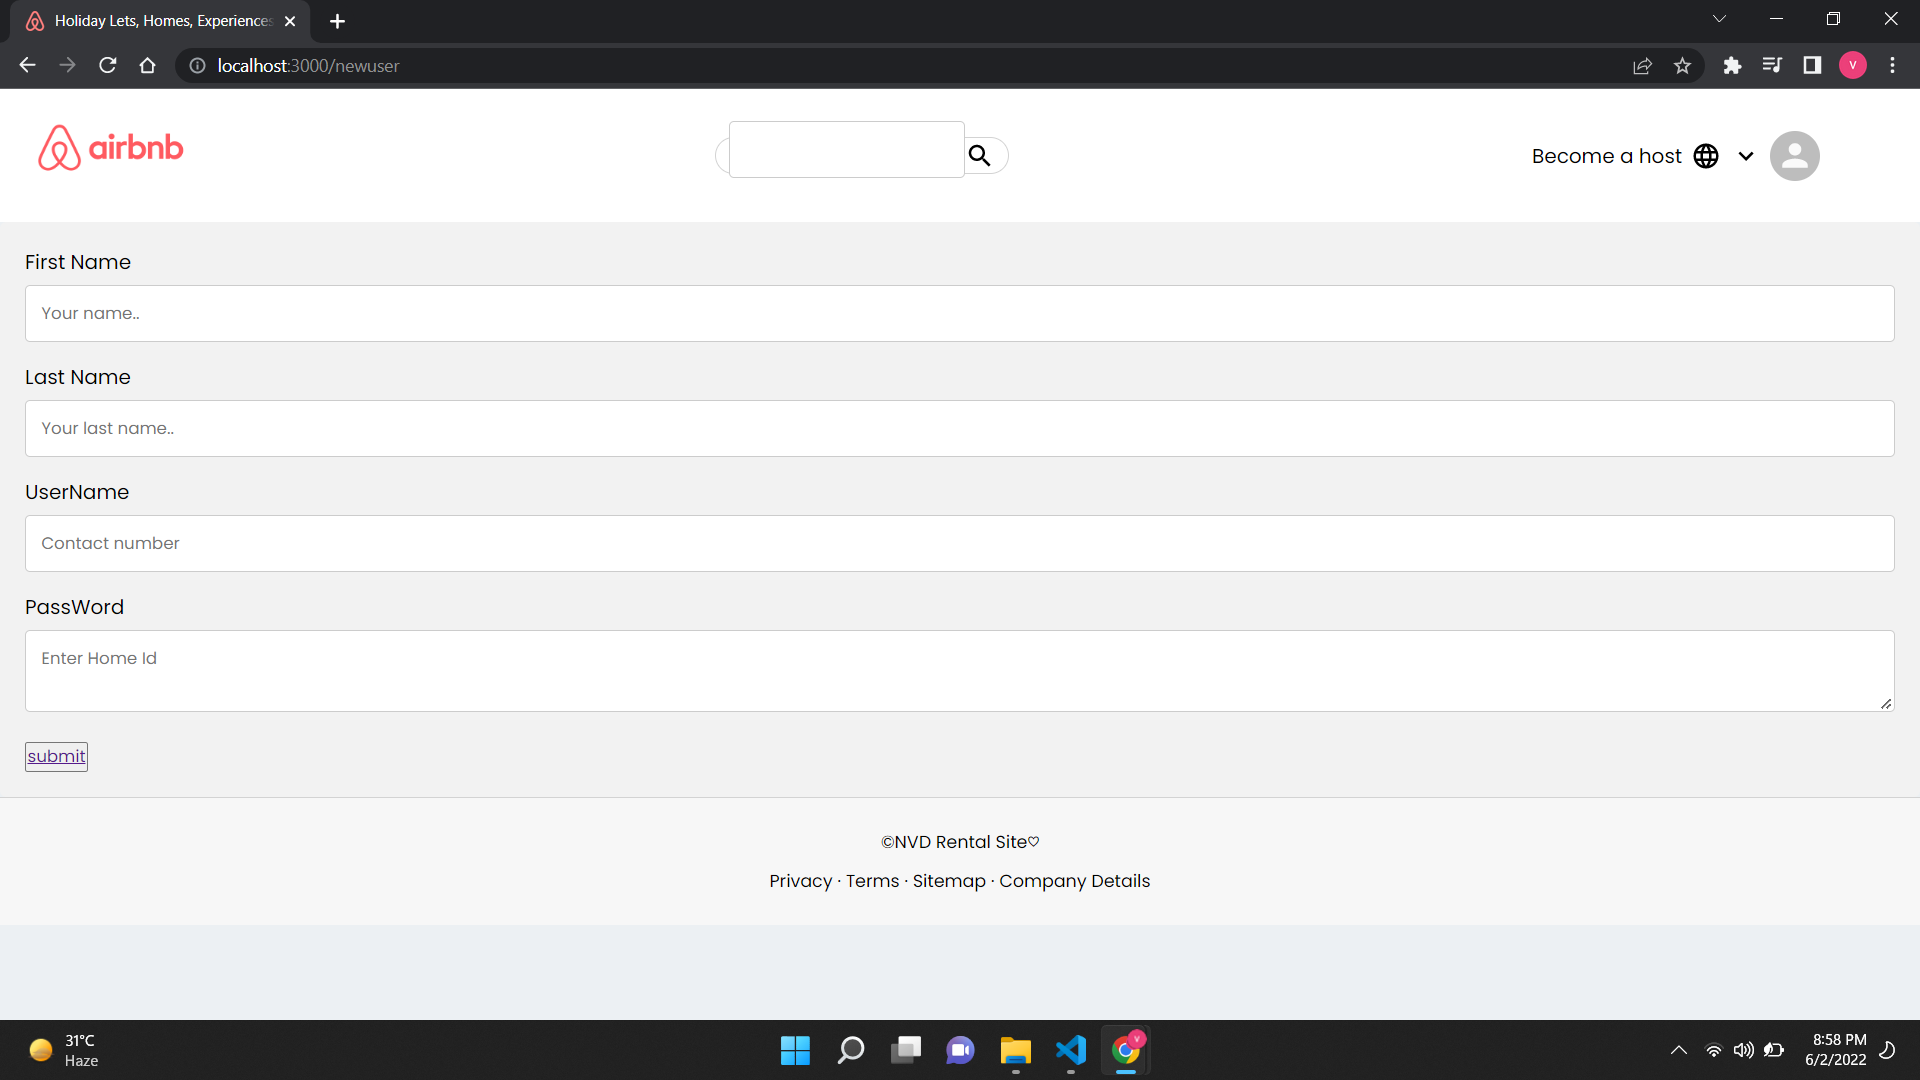 Holiday Lets, Homes, Experiences
localhost:3000/newuser
V
airbnb
Become a host
First Name
Your name..
Last Name
Your last name..
UserName
Contact number
PassWord
Enter Home Id
submit
©NVD Rental Site♡
Privacy · Terms · Sitemap · Company Details
31°C
Haze
V
8:58 PM
6/2/2022